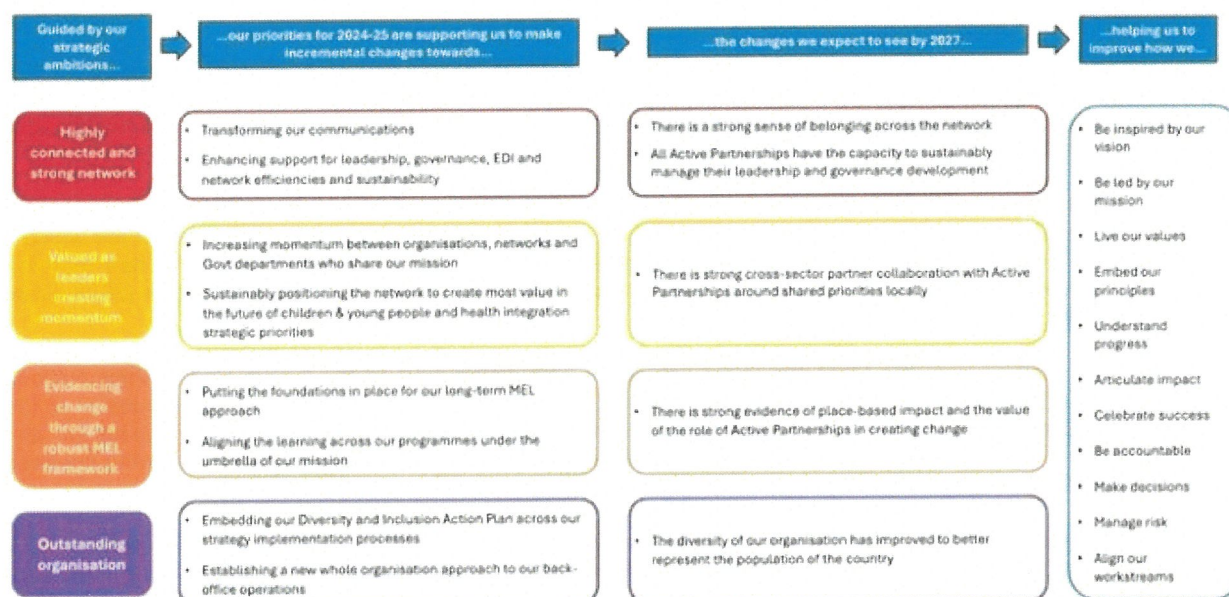 Guided by our
strategic
ambitions...
...our priorities for 2024-25 are supporting us to make
incremental changes towards...
...the changes we expect to see by 2027...
...helping us to
improve how we...
Highly
connected and
strong network
• Transforming our communications
• Enhancing support for leadership, governance, EDI and
network efficiencies and sustainability
• There is a strong sense of belonging across the network
• All Active Partnerships have the capacity to sustainably
manage their leadership and governance development
Valued as
leaders
creating
momentum
• Increasing momentum between organisations, networks and
Govt departments who share our mission
• Sustainably positioning the network to create most value in
the future of children & young people and health integration
strategic priorities
• There is strong cross-sector partner collaboration with Active
Partnerships around shared priorities locally
Evidencing
change
through a
robust MEL
framework
• Putting the foundations in place for our long-term MEL
approach
• Aligning the learning across our programmes under the
umbrella of our mission
• There is strong evidence of place-based impact and the value
of the role of Active Partnerships in creating change
Outstanding
organisation
• Embedding our Diversity and Inclusion Action Plan across our
strategy implementation processes
• Establishing a new whole organisation approach to our back-
office operations
• The diversity of our organisation has improved to better
represent the population of the country
• Be inspired by our
vision
• Be led by our
mission
• Live our values
• Embed our
principles
• Understand
progress
• Articulate impact
• Celebrate success
• Be accountable
• Make decisions
• Manage risk
• Align our
workstreams